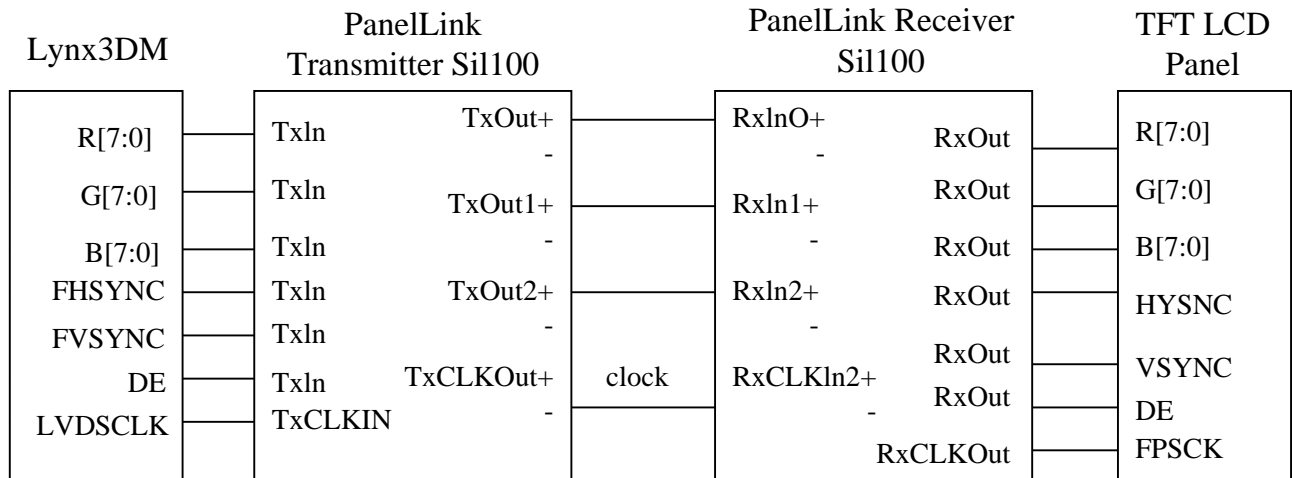 Lynx3DM
PanelLink
Transmitter Sil100
PanelLink Receiver
Sil100
TFT LCD
Panel
R[7:0]
G[7:0]
B[7:0]
FHSYNC
FVSYNC
DE
LVDSCLK
Txln
Txln
Txln
Txln
Txln
Txln
TxCLKIN
TxOut+
-
TxOut1+
-
TxOut2+
-
TxCLKOut+
-
clock
RxlnO+
-
Rxln1+
-
Rxln2+
-
RxCLKln2+
-
RxOut
RxOut
RxOut
RxOut
RxOut
RxOut
RxCLKOut
R[7:0]
G[7:0]
B[7:0]
HYSNC
VSYNC
DE
FPSCK